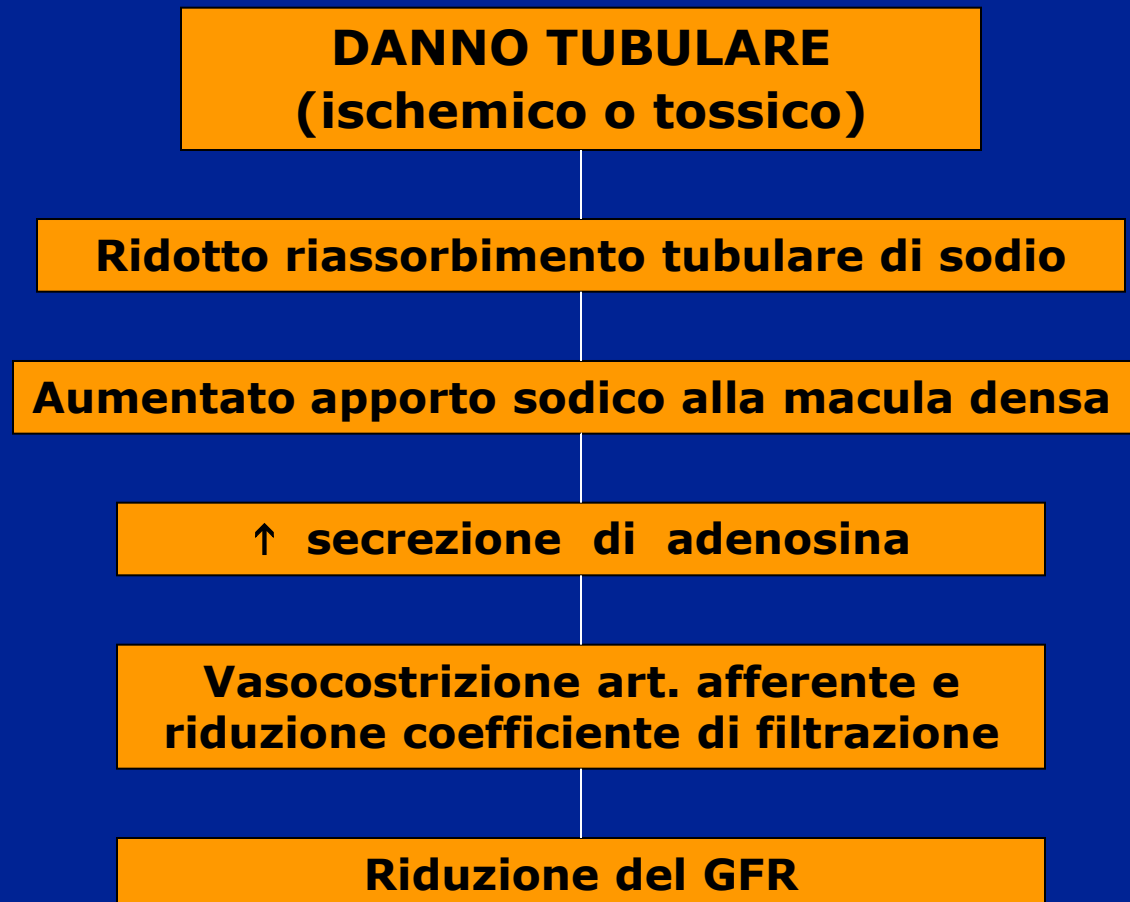 DANNO TUBULARE
(ischemico o tossico)
Ridotto riassorbimento tubulare di sodio
Aumentato apporto sodico alla macula densa
↑ secrezione di adenosina
Vasocostrizione art. afferente e
riduzione coefficiente di filtrazione
Riduzione del GFR